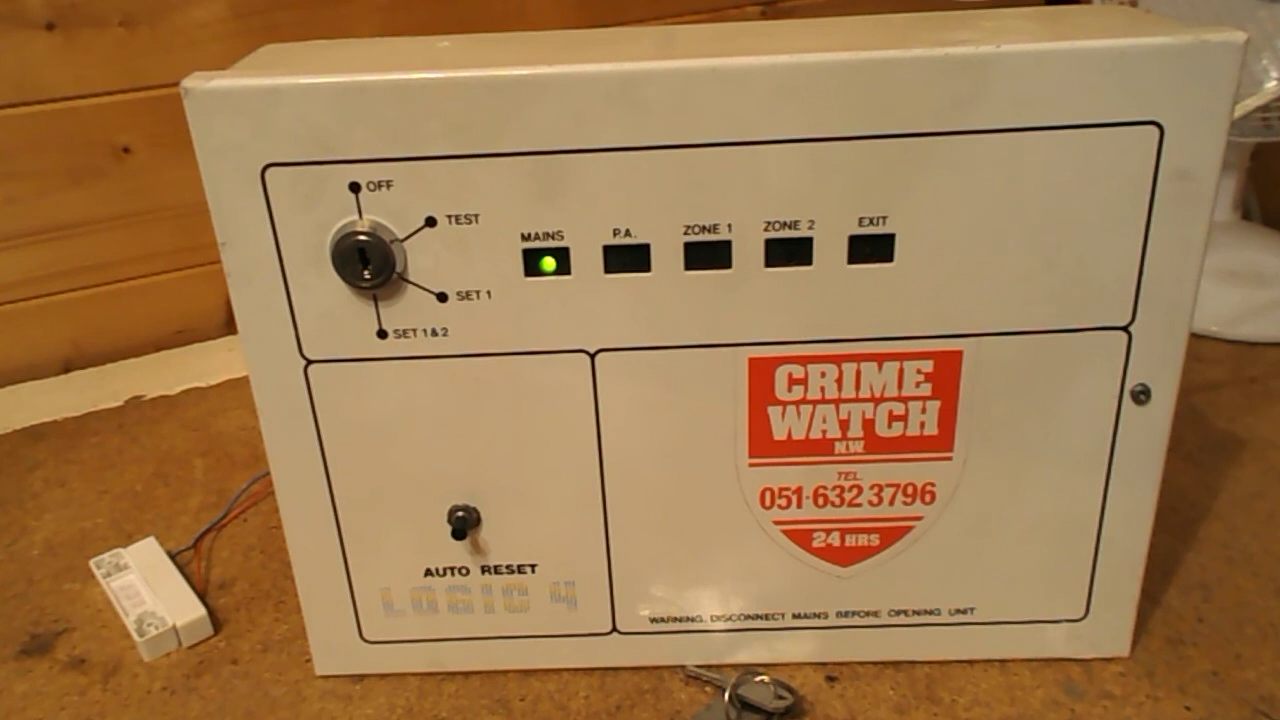 OFF
TEST
SET 1
SET 1&2
MAINS
P.A.
ZONE 1
ZONE 2
EXIT
CRIME
WATCH
N.W.
TEL.
051·632 3796
24 HRS
AUTO RESET
LOGIC 4
WARNING. DISCONNECT MAINS BEFORE OPENING UNIT